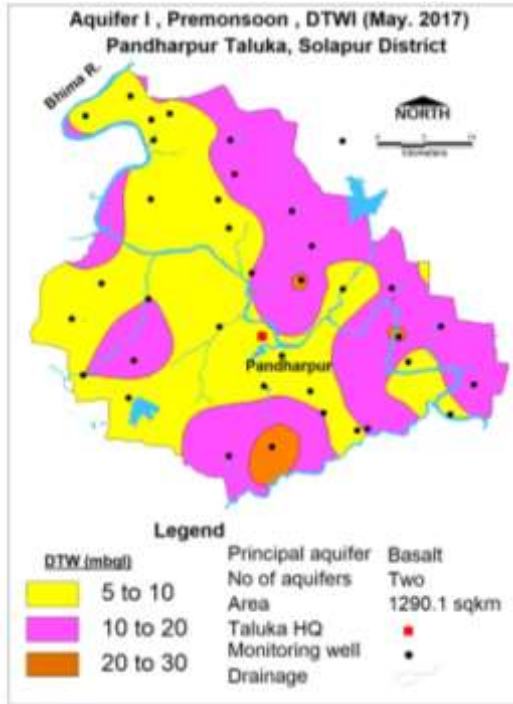 Aquifer I , Premonsoon , DTWl (May. 2017)
Pandharpur Taluka, Solapur District
Bhima R.
NORTH
Kilometers
Pandharpur
Legend
DTW (mbgl)
5 to 10
10 to 20
20 to 30
Principal aquifer Basalt
No of aquifers Two
Area 1290.1 sqkm
Taluka HQ
Monitoring well
Drainage